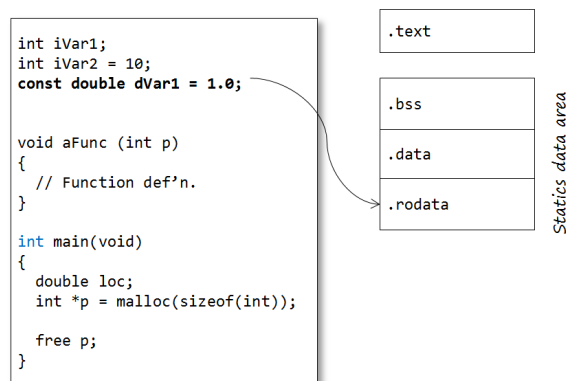 int iVar1;
int iVar2 = 10;
const double dVar1 = 1.0;
void aFunc (int p)
{
// Function def’n.
}
int main(void)
{
double loc;
int *p = malloc(sizeof(int));
free p;
}
.text
.bss
.data
.rodata
Statics data area